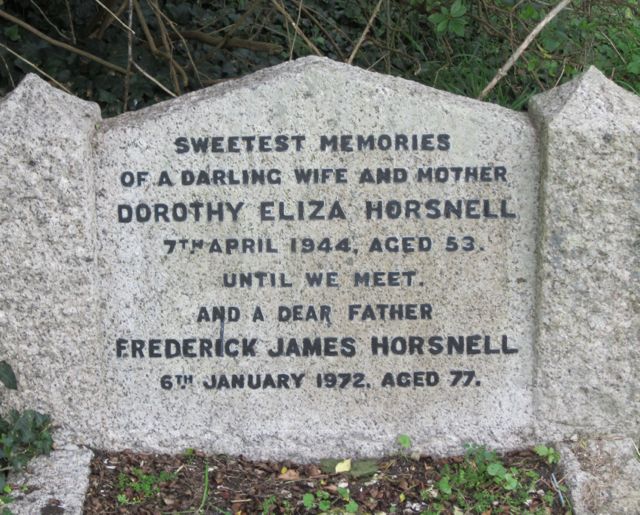 SWEETEST MEMORIES
OF A DARLING WIFE AND MOTHER
DOROTHY ELIZA HORSNELL
7TH APRIL 1944, AGED 53.
UNTIL WE MEET.
AND A DEAR FATHER
FREDERICK JAMES HORSNELL
6TH JANUARY 1972. AGED 77.